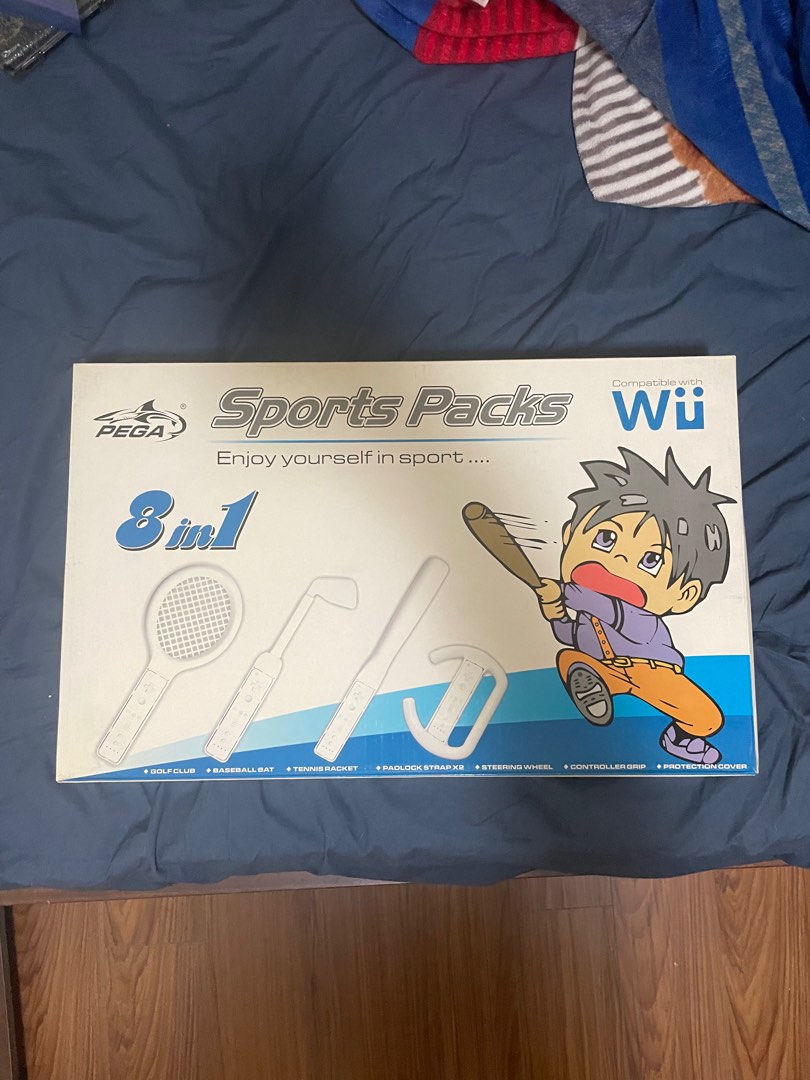 PEGA ®
Sports Packs
Compatible with
Wii
Enjoy yourself in sport ....
8 in 1
♦ GOLF CLUB ♦ BASEBALL BAT ♦ TENNIS RACKET ♦ PADLOCK STRAP X2 ♦ STEERING WHEEL ♦ CONTROLLER GRIP ♦ PROTECTION COVER